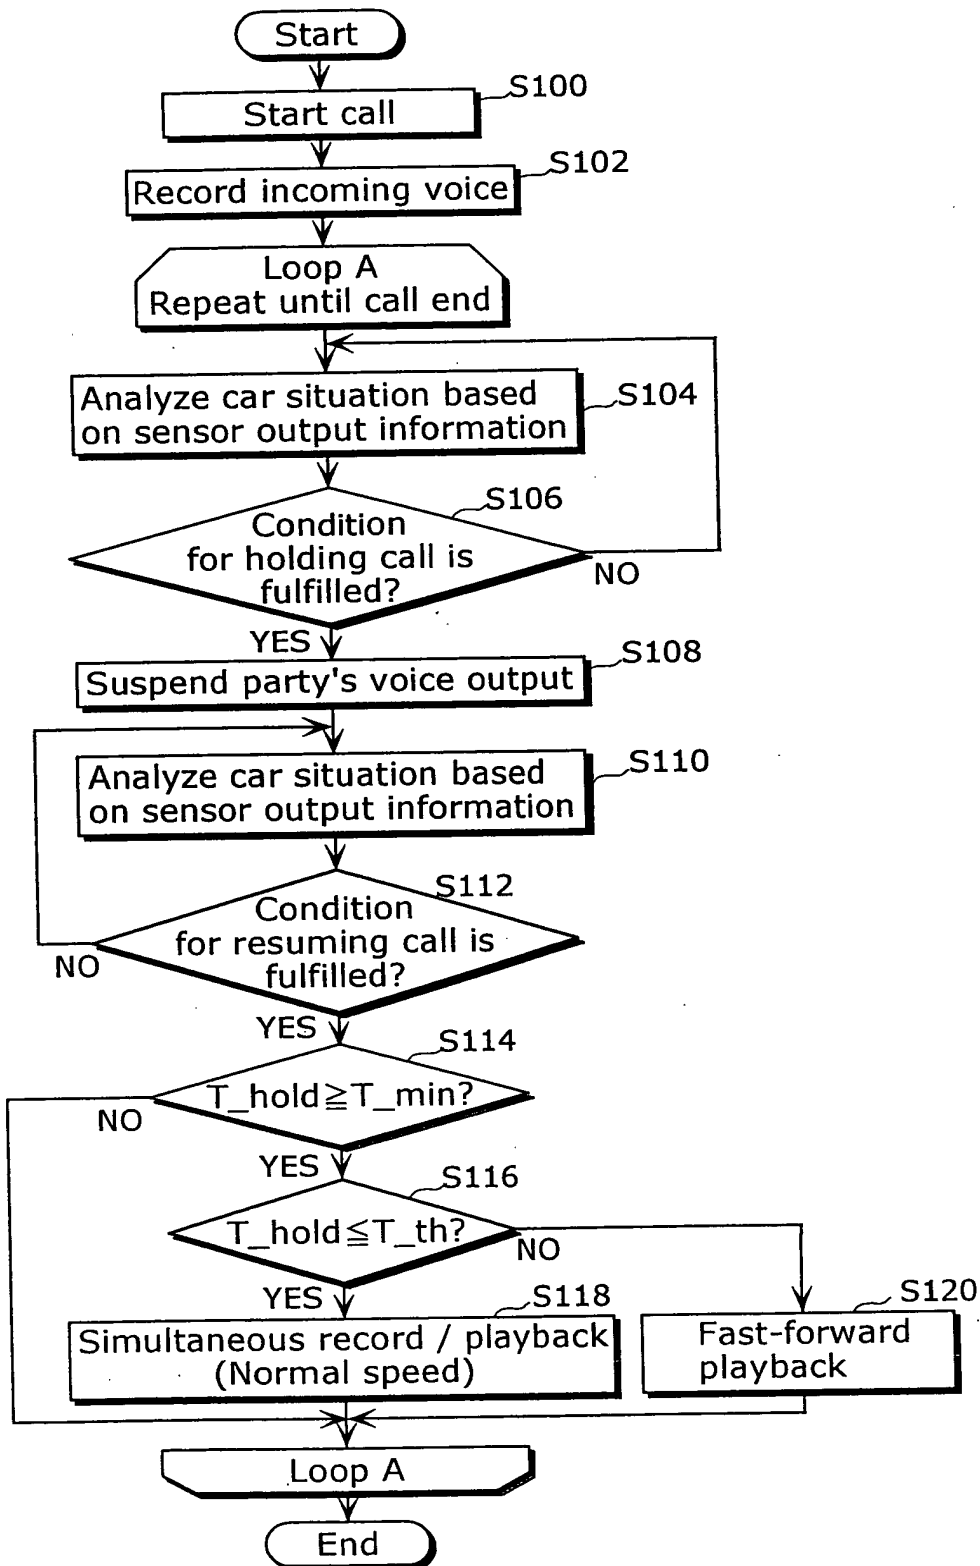 Start
S100
Start call
S102
Record incoming voice
Loop A
Repeat until call end
Analyze car situation based
on sensor output information
S104
S106
Condition
for holding call is
fulfilled?
NO
YES
S108
Suspend party's voice output
S110
Analyze car situation based
on sensor output information
S112
Condition
for resuming call is
fulfilled?
NO
YES
S114
T_hold≧T_min?
NO
YES
S116
T_hold≦T_th?
NO
YES
S118
S120
Simultaneous record / playback
(Normal speed)
Fast-forward
playback
Loop A
End